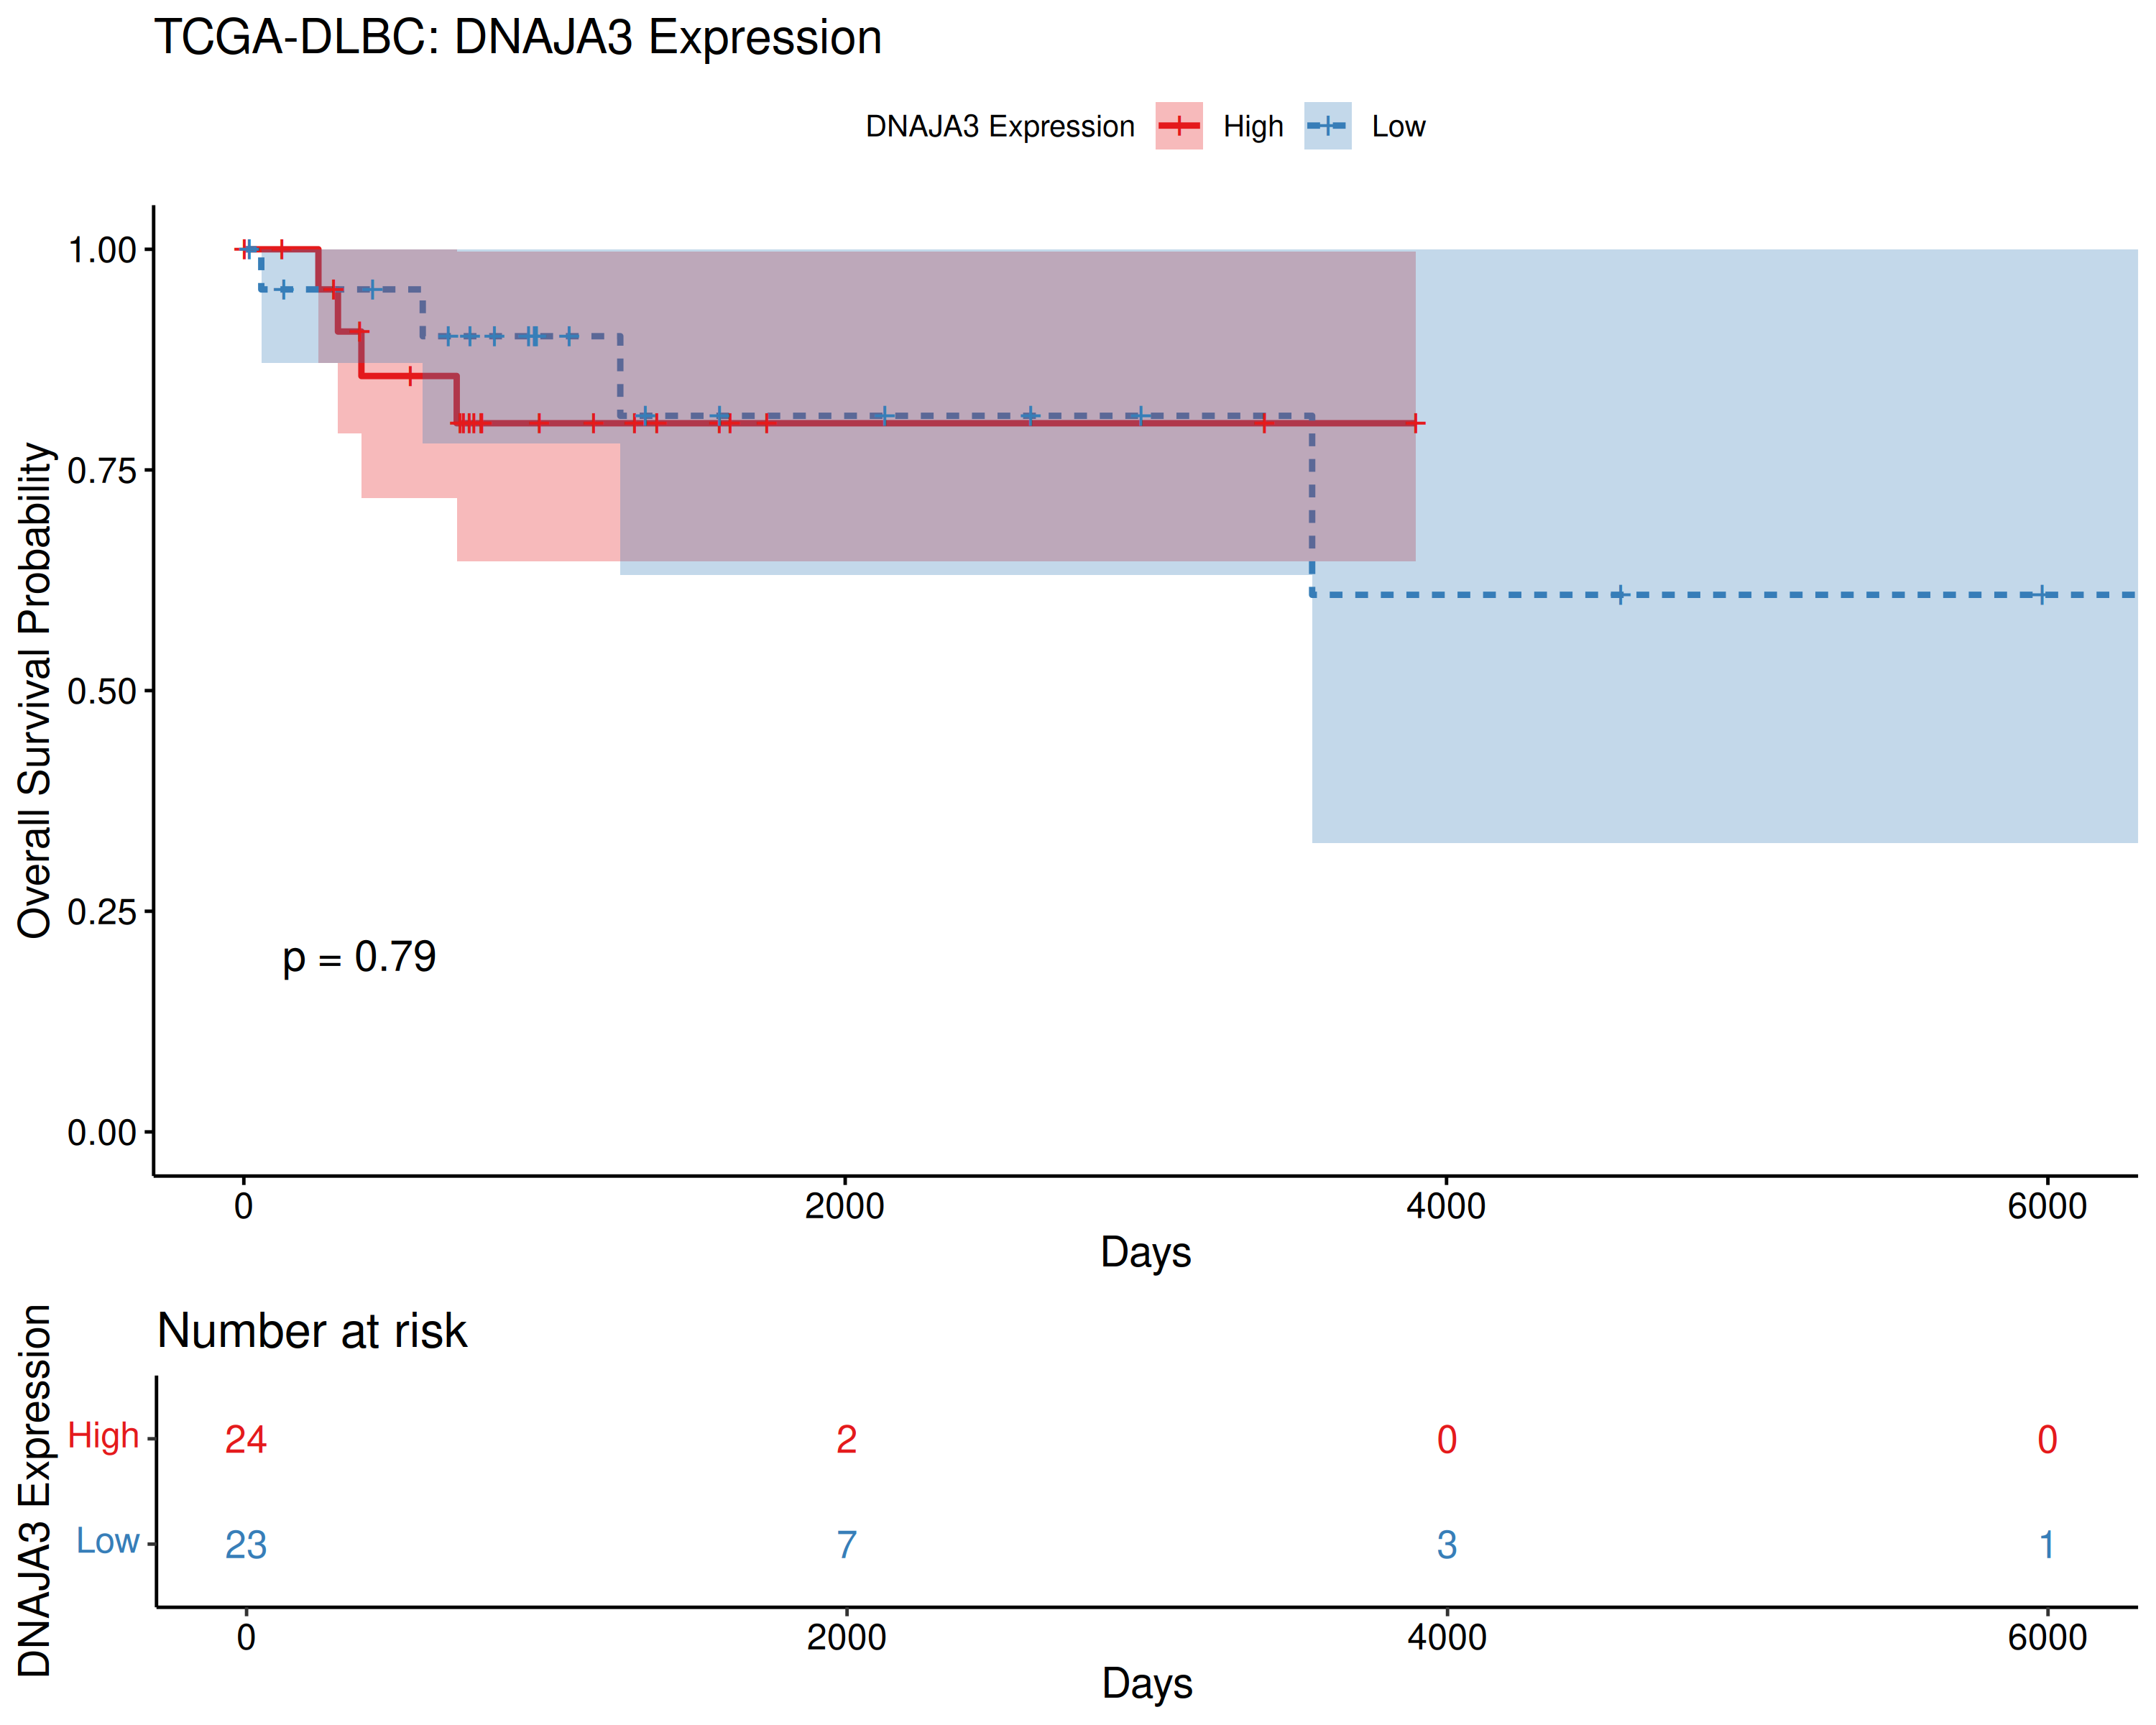 TCGA-DLBC: DNAJA3 Expression
DNAJA3 Expression High Low
Overall Survival Probability
1.00
0.75
0.50
0.25
0.00
p = 0.79
0 2000 4000 6000
Days
Number at risk
DNAJA3 Expression
High 24 2 0 0
Low 23 7 3 1
0 2000 4000 6000
Days